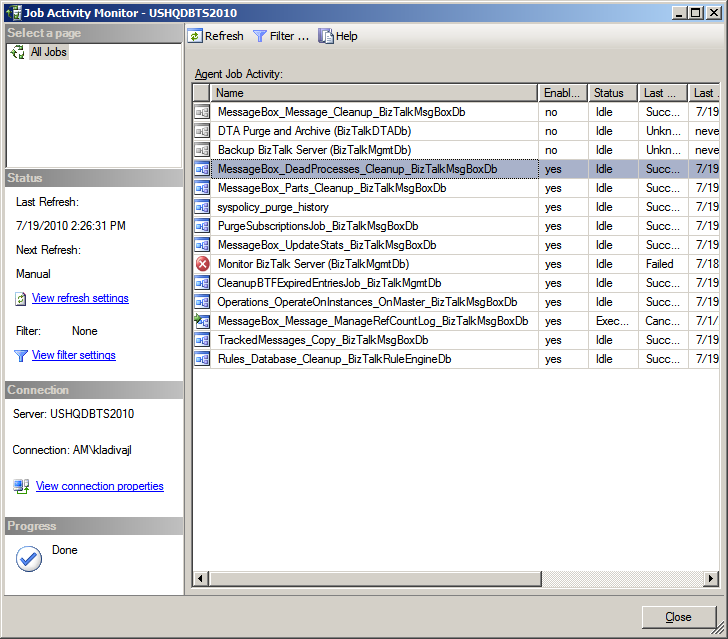 Job Activity Monitor - USHQDBTS2010
Select a page
All Jobs
Status
Last Refresh:
7/19/2010 2:26:31 PM
Next Refresh:
Manual
View refresh settings
Filter: None
View filter settings
Connection
Server: USHQDBTS2010
Connection: AM\kladivajl
View connection properties
Progress
Done
Refresh Filter ... Help
Agent Job Activity:
Name Enabl... Status Last ... Last
MessageBox_Message_Cleanup_BizTalkMsgBoxDb no Idle Succ... 7/19
DTA Purge and Archive (BizTalkDTADb) no Idle Unkn... neve
Backup BizTalk Server (BizTalkMgmtDb) no Idle Unkn... neve
MessageBox_DeadProcesses_Cleanup_BizTalkMsgBoxDb yes Idle Succ... 7/19
MessageBox_Parts_Cleanup_BizTalkMsgBoxDb yes Idle Succ... 7/19
syspolicy_purge_history yes Idle Succ... 7/19
PurgeSubscriptionsJob_BizTalkMsgBoxDb yes Idle Succ... 7/19
MessageBox_UpdateStats_BizTalkMsgBoxDb yes Idle Succ... 7/19
Monitor BizTalk Server (BizTalkMgmtDb) yes Idle Failed 7/18
CleanupBTFExpiredEntriesJob_BizTalkMgmtDb yes Idle Succ... 7/19
Operations_OperateOnInstances_OnMaster_BizTalkMsgBoxDb yes Idle Succ... 7/19
MessageBox_Message_ManageRefCountLog_BizTalkMsgBoxDb yes Exec... Canc... 7/1/
TrackedMessages_Copy_BizTalkMsgBoxDb yes Idle Succ... 7/19
Rules_Database_Cleanup_BizTalkRuleEngineDb yes Idle Succ... 7/19
Close